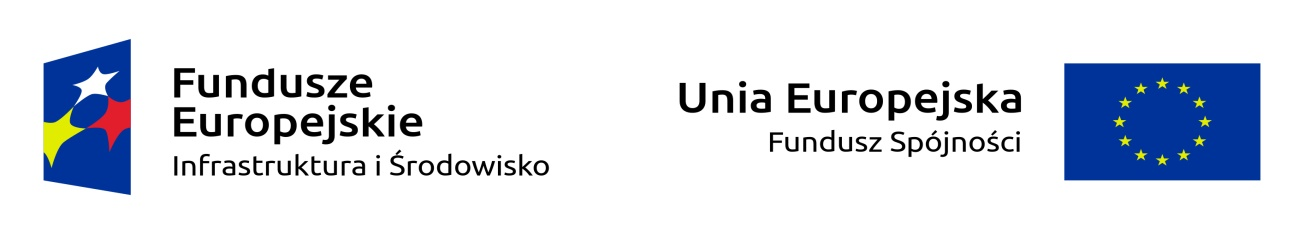 Fundusze
Europejskie
Infrastruktura i Środowisko
Unia Europejska
Fundusz Spójności